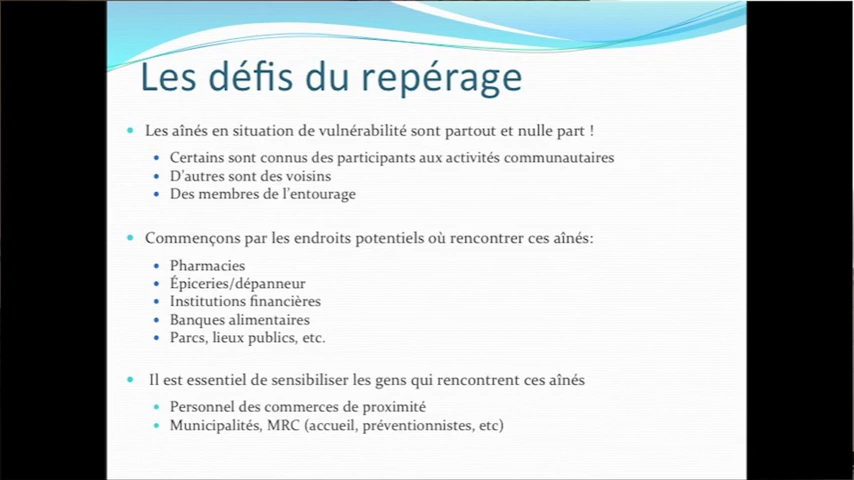 Les défis du repérage
Les aînés en situation de vulnérabilité sont partout et nulle part !
Certains sont connus des participants aux activités communautaires
D'autres sont des voisins
Des membres de l'entourage
Commençons par les endroits potentiels où rencontrer ces aînés:
Pharmacies
Épiceries/dépanneur
Institutions financières
Banques alimentaires
Parcs, lieux publics, etc.
Il est essentiel de sensibiliser les gens qui rencontrent ces aînés
Personnel des commerces de proximité
Municipalités, MRC (accueil, préventionnistes, etc)